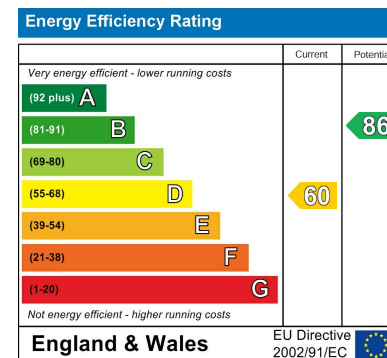 Energy Efficiency Rating
Current Potentia
Very energy efficient - lower running costs
(92 plus) A
(81-91) B
86
(69-80) C
(55-68) D
60
(39-54) E
(21-38) F
(1-20) G
Not energy efficient - higher running costs
England & Wales
EU Directive
2002/91/EC